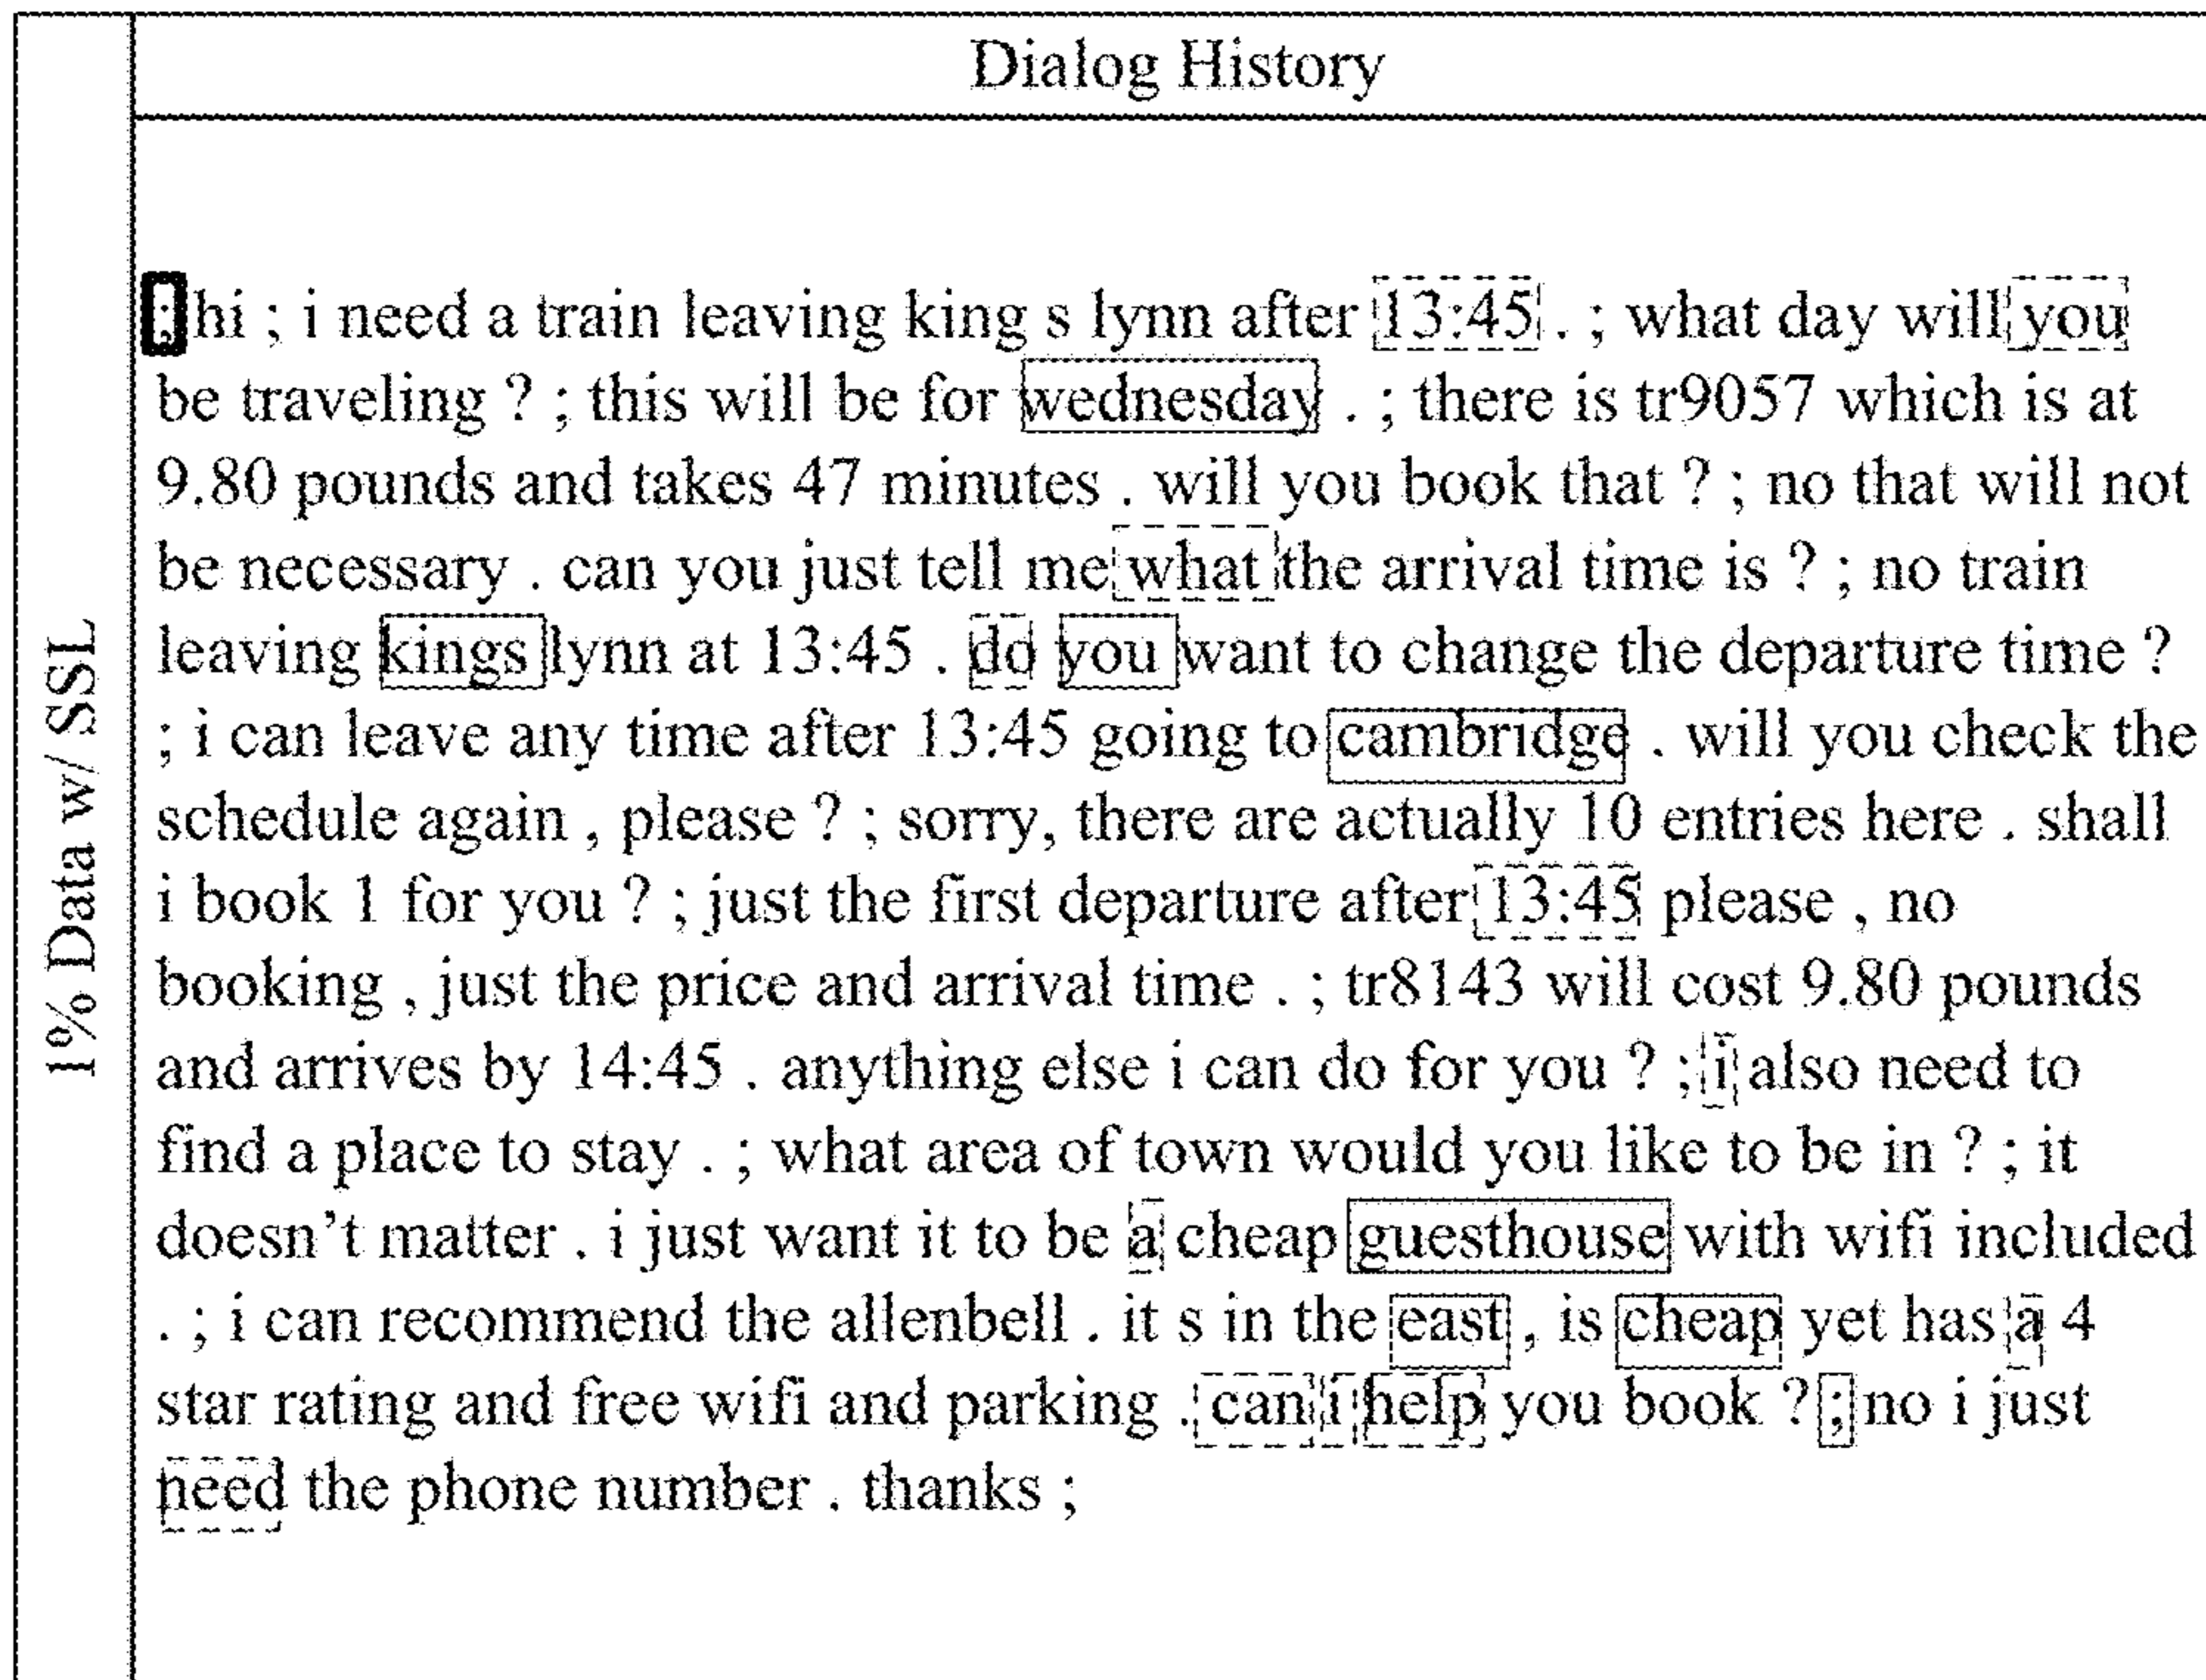 Dialog History
1% Data w/ SSL
; hi ; i need a train leaving king s lynn after 13:45 . ; what day will you
be traveling ? ; this will be for wednesday . ; there is tr9057 which is at
9.80 pounds and takes 47 minutes . will you book that ? ; no that will not
be necessary . can you just tell me what the arrival time is ? ; no train
leaving kings lynn at 13:45 . do you want to change the departure time ?
; i can leave any time after 13:45 going to cambridge . will you check the
schedule again , please ? ; sorry, there are actually 10 entries here . shall
i book 1 for you ? ; just the first departure after 13:45 please , no
booking , just the price and arrival time . ; tr8143 will cost 9.80 pounds
and arrives by 14:45 . anything else i can do for you ? ; i also need to
find a place to stay . ; what area of town would you like to be in ? ; it
doesn’t matter . i just want it to be a cheap guesthouse with wifi included
. ; i can recommend the allenbell . it s in the east , is cheap yet has a 4
star rating and free wifi and parking . can i help you book ? ; no i just
need the phone number . thanks ;